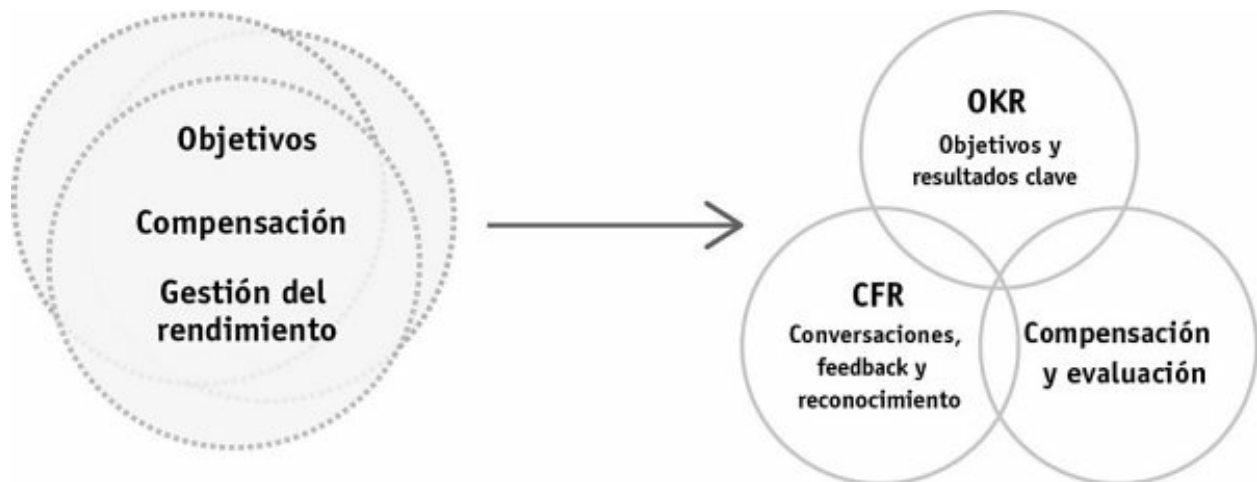 Objetivos
Compensación
Gestión del
rendimiento
OKR
Objetivos y
resultados clave
CFR
Conversaciones,
feedback y
reconocimiento
Compensación
y evaluación